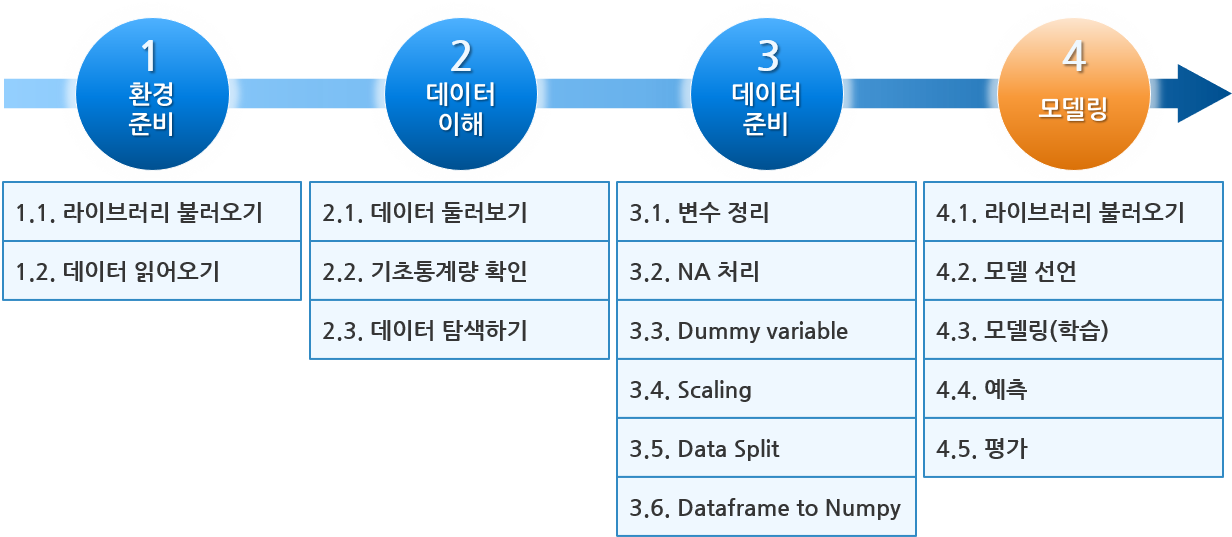 1
환경
준비
2
데이터
이해
3
데이터
준비
4
모델링
1.1. 라이브러리 불러오기
1.2. 데이터 읽어오기
2.1. 데이터 둘러보기
2.2. 기초통계량 확인
2.3. 데이터 탐색하기
3.1. 변수 정리
3.2. NA 처리
3.3. Dummy variable
3.4. Scaling
3.5. Data Split
3.6. Dataframe to Numpy
4.1. 라이브러리 불러오기
4.2. 모델 선언
4.3. 모델링(학습)
4.4. 예측
4.5. 평가